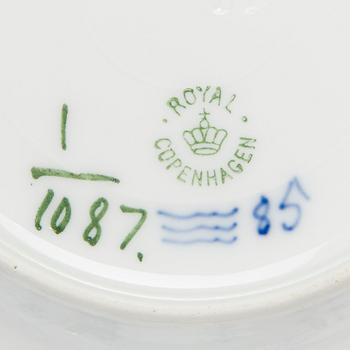 ROYAL
COPENHAGEN
1
1087.
85